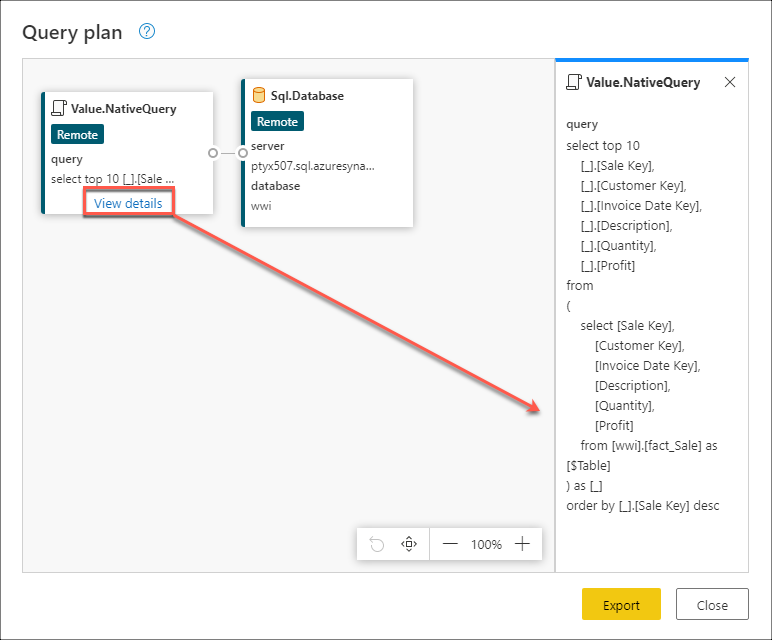 Query plan
Value.NativeQuery
Remote
query
select top 10 [_].[Sale ...
View details
Sql.Database
Remote
server
ptyx507.sql.azuresyna...
database
wwi
100%
Value.NativeQuery
query
select top 10
[_].[Sale Key],
[_].[Customer Key],
[_].[Invoice Date Key],
[_].[Description],
[_].[Quantity],
[_].[Profit]
from
(
select [Sale Key],
[Customer Key],
[Invoice Date Key],
[Description],
[Quantity],
[Profit]
from [wwi].[fact_Sale] as
[$Table]
) as [_]
order by [_].[Sale Key] desc
Export
Close